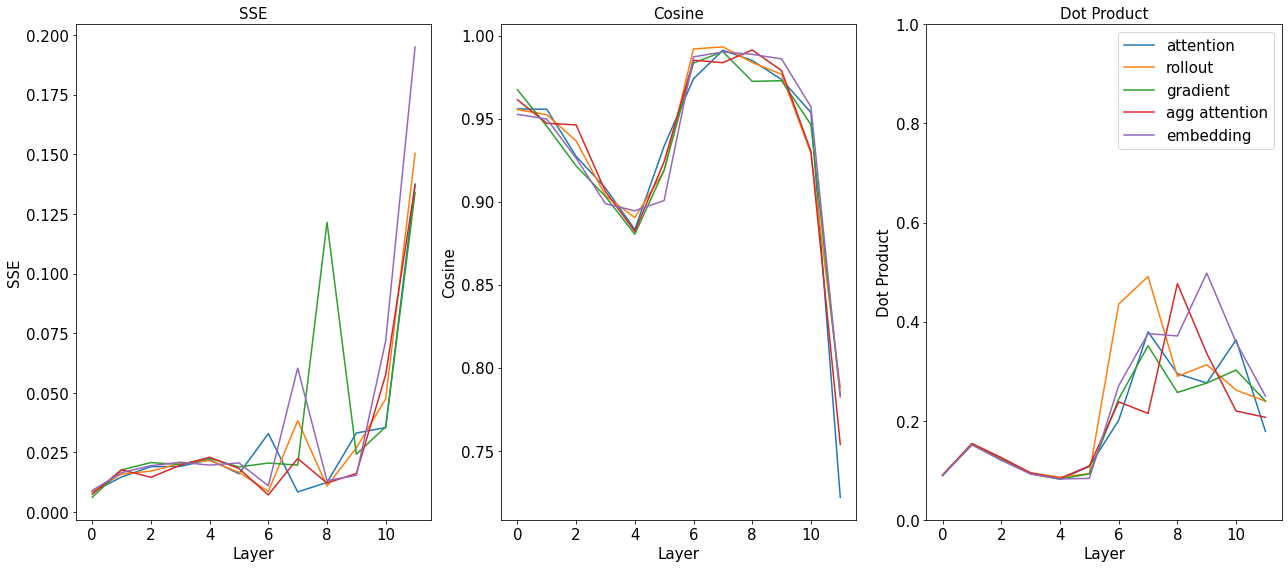 SSE
SSE
0.200
0.175
0.150
0.125
0.100
0.075
0.050
0.025
0.000
0 2 4 6 8 10
Layer
Cosine
Cosine
1.00
0.95
0.90
0.85
0.80
0.75
0 2 4 6 8 10
Layer
Dot Product
Dot Product
1.0
0.8
0.6
0.4
0.2
0.0
0 2 4 6 8 10
Layer
attention
rollout
gradient
agg attention
embedding